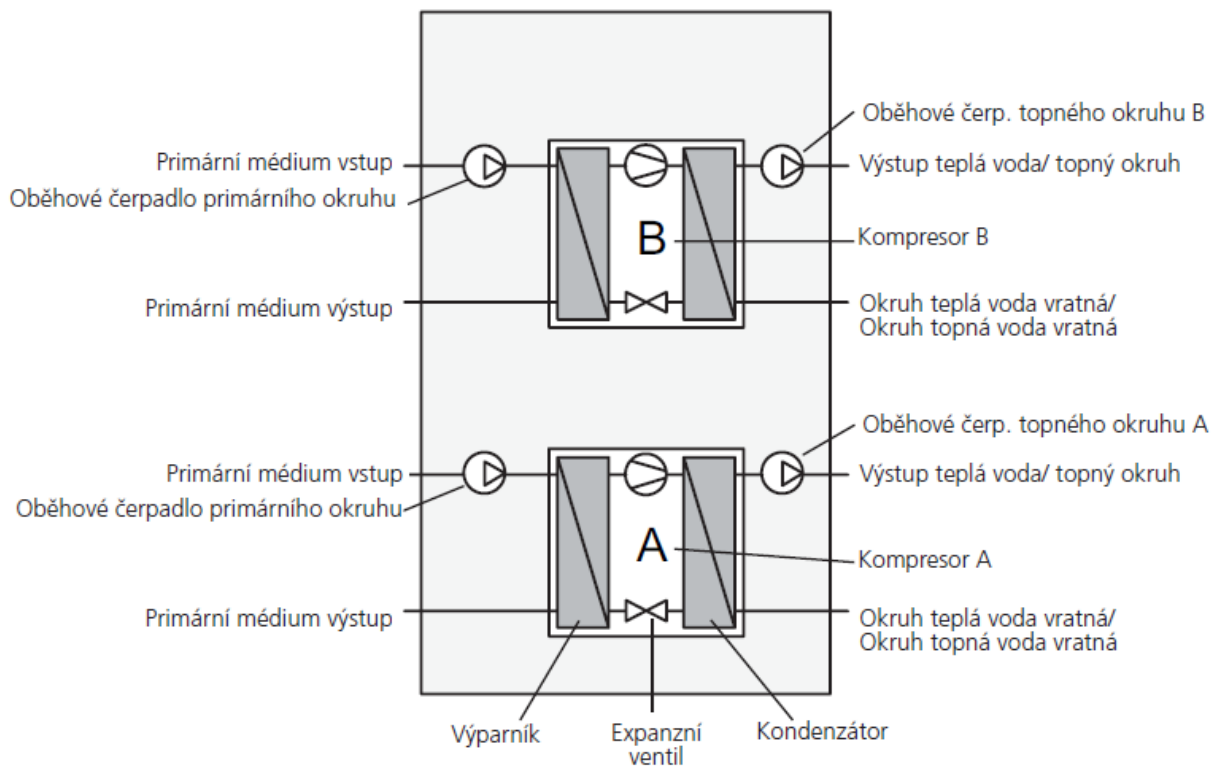 Oběhové čerp. topného okruhu B
Primární médium vstup
Výstup teplá voda/ topný okruh
Oběhové čerpadlo primárního okruhu
B
Kompresor B
Primární médium výstup
Okruh teplá voda vratná/
Okruh topná voda vratná
Oběhové čerp. topného okruhu A
Primární médium vstup
Výstup teplá voda/ topný okruh
Oběhové čerpadlo primárního okruhu
A
Kompresor A
Primární médium výstup
Okruh teplá voda vratná/
Okruh topná voda vratná
Výparník
Expanzní
ventil
Kondenzátor